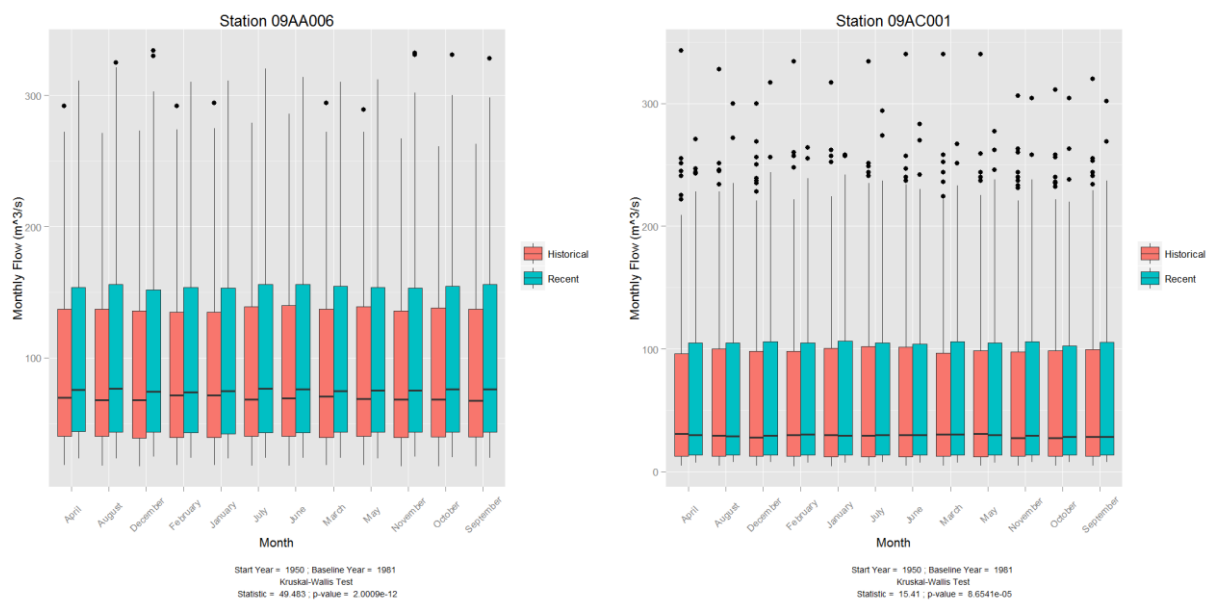 Station 09AA006
300
200
100
Monthly Flow (m^3/s)
April
August
December
February
January
July
June
March
May
November
October
September
Month
Historical
Recent
Start Year = 1950 ; Baseline Year = 1981
Kruskal-Wallis Test
Statistic = 49.483 ; p-value = 2.0009e-12
Station 09AC001
300
200
100
0
Monthly Flow (m^3/s)
April
August
December
February
January
July
June
March
May
November
October
September
Month
Historical
Recent
Start Year = 1950 ; Baseline Year = 1981
Kruskal-Wallis Test
Statistic = 15.41 ; p-value = 8.6541e-05